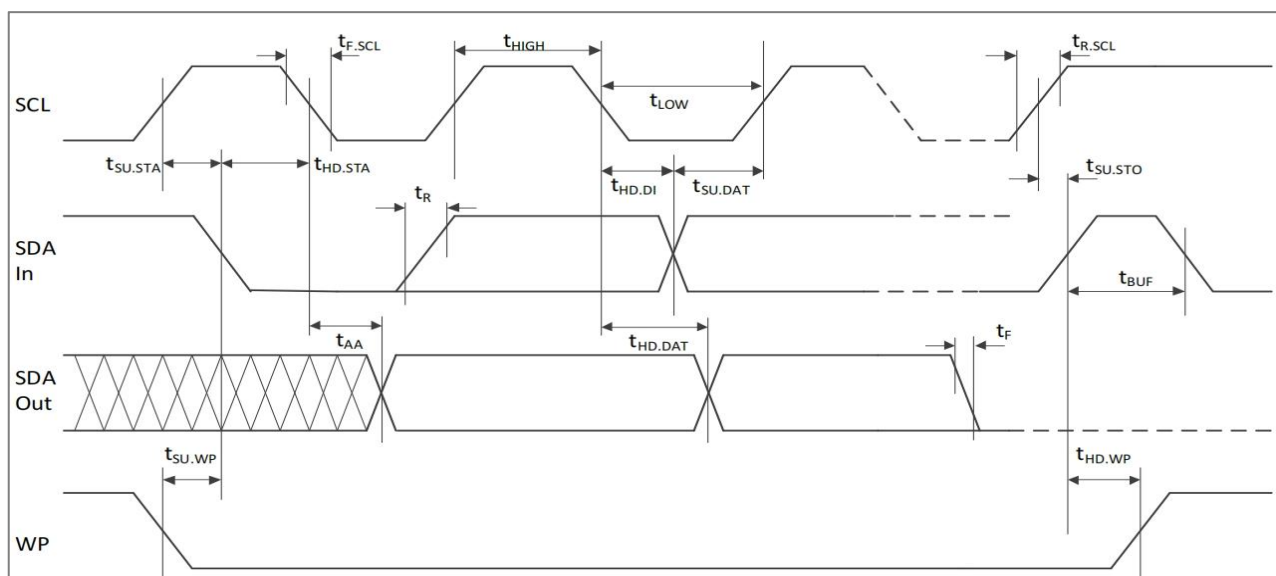 tF.SCL
tHIGH
tR.SCL
SCL
tLOW
tSU.STA
tHD.STA
tHD.DI
tSU.DAT
tSU.STO
tR
SDA
In
tBUF
tAA
tHD.DAT
tF
SDA
Out
tSU.WP
tHD.WP
WP